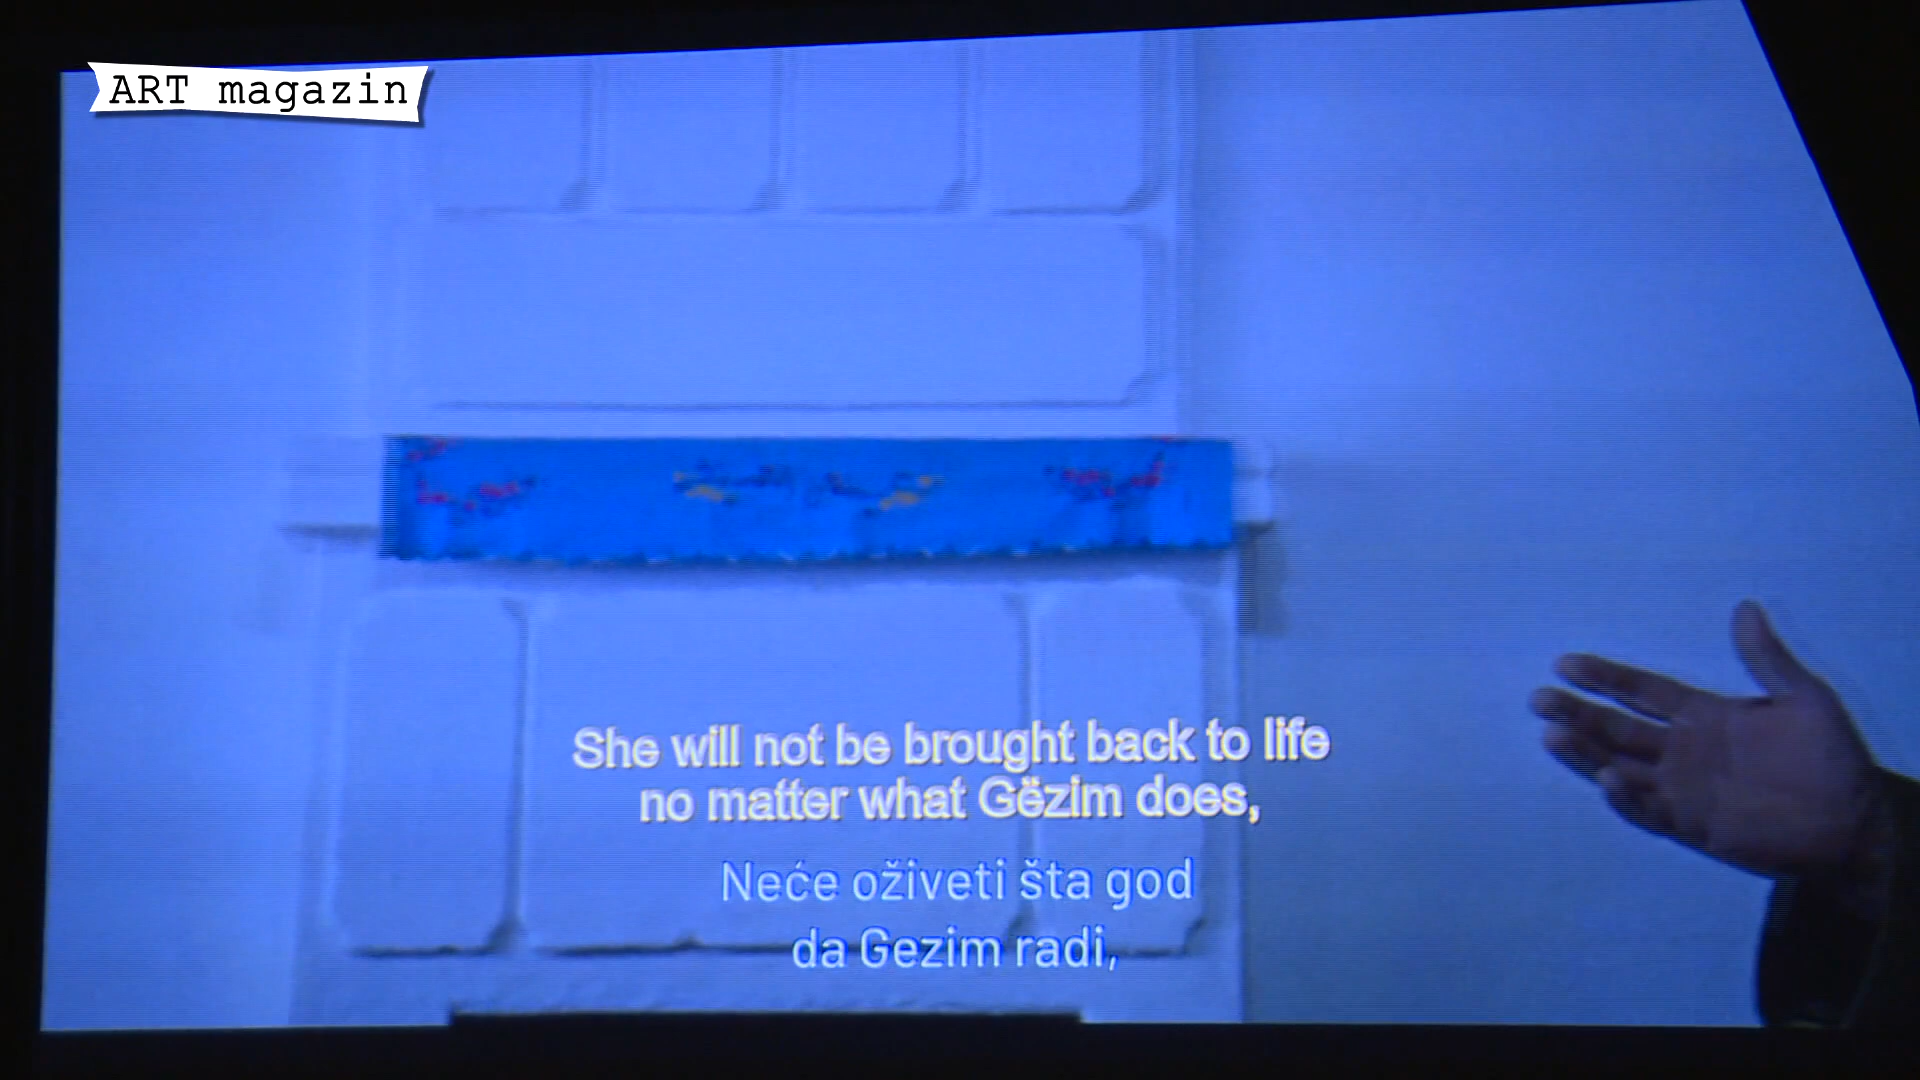 ART magazin
She will not be brought back to life
no matter what Gëzim does,
Neće oživeti šta god
da Gezim radi,